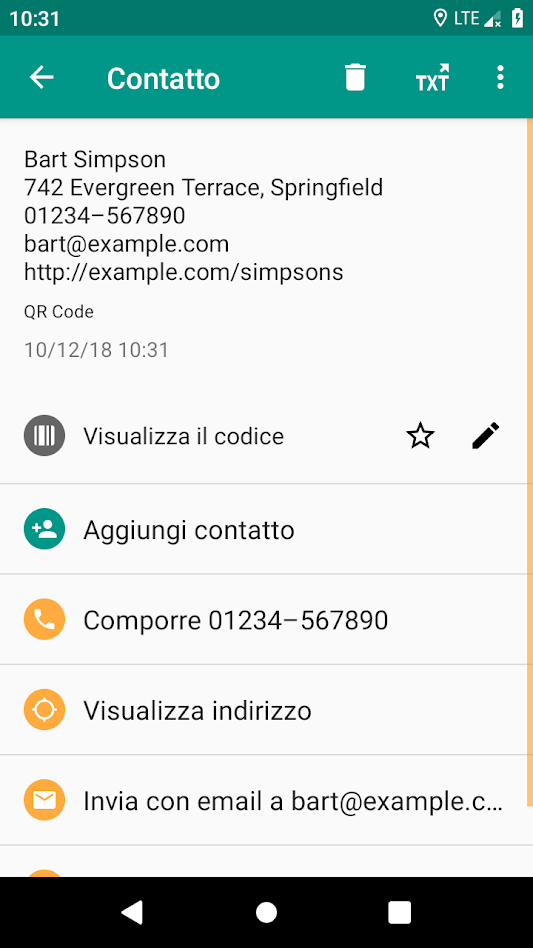 10:31
LTE
Contatto
TXT
Bart Simpson
742 Evergreen Terrace, Springfield
01234–567890
bart@example.com
http://example.com/simpsons
QR Code
10/12/18 10:31
Visualizza il codice
Aggiungi contatto
Comporre 01234–567890
Visualizza indirizzo
Invia con email a bart@example.c…